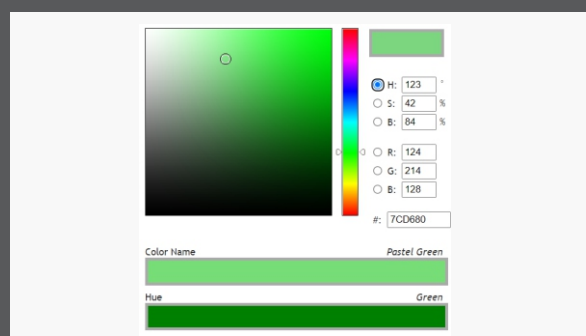 H: 123 °
S: 42 %
B: 84 %
R: 124
G: 214
B: 128
#: 7CD680
Color Name Pastel Green
Hue Green